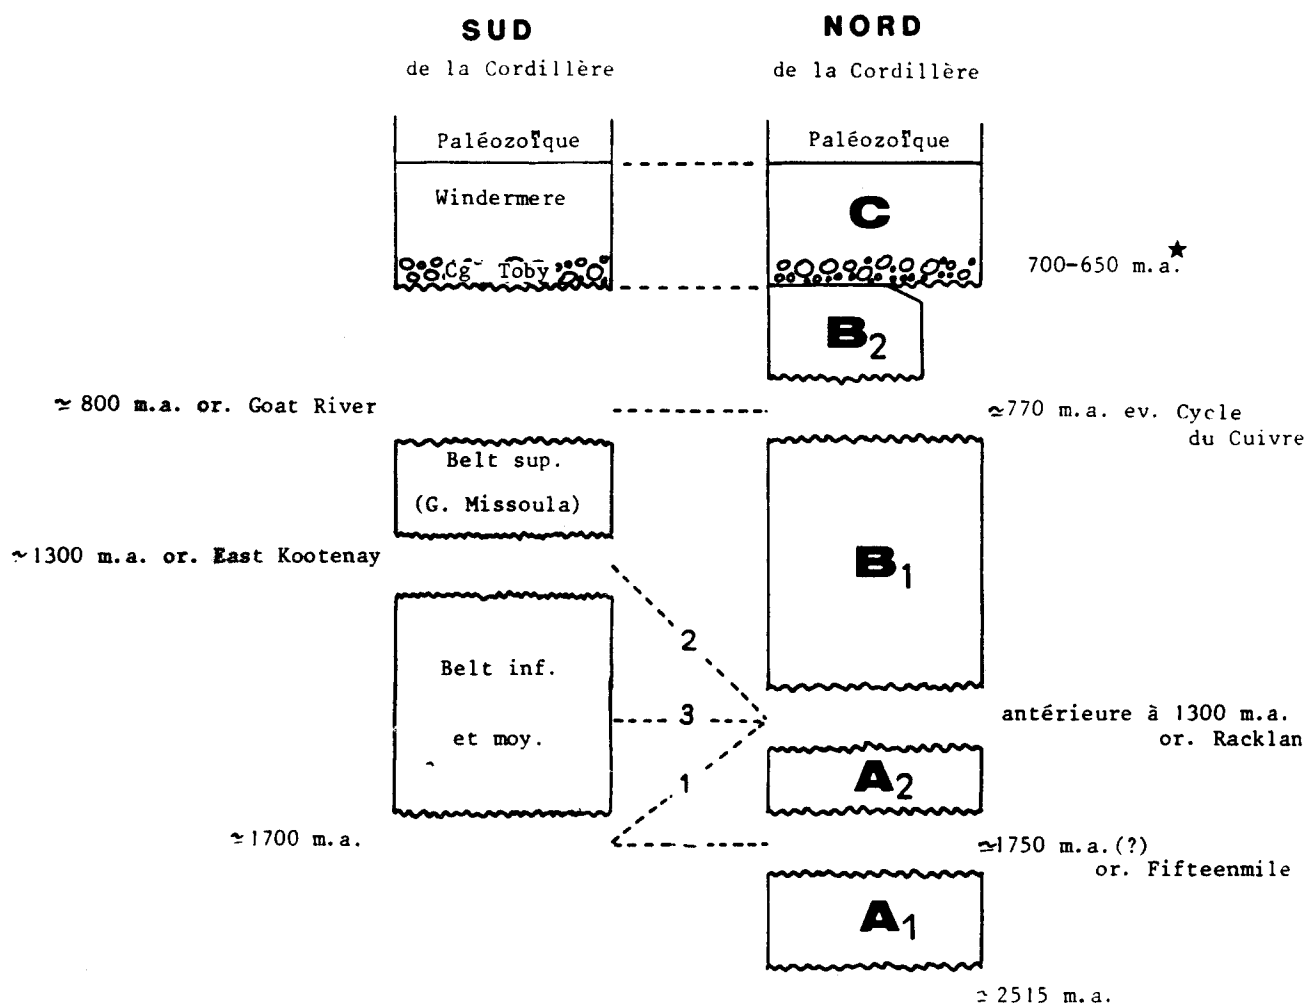 SUD
de la Cordillère
NORD
de la Cordillère
Paléozoïque
Paléozoïque
Windermere
C
Cg Toby
700-650 m.a.★
B2
≃ 800 m.a. or. Goat River
≃770 m.a. ev. Cycle
du Cuivre
Belt sup.
(G. Missoula)
≃1300 m.a. or. East Kootenay
B1
2
Belt inf.
3
antérieure à 1300 m.a.
or. Racklan
et moy.
1
A2
≃1700 m.a.
≃1750 m.a.(?)
or. Fifteenmile
A1
≃ 2515 m.a.